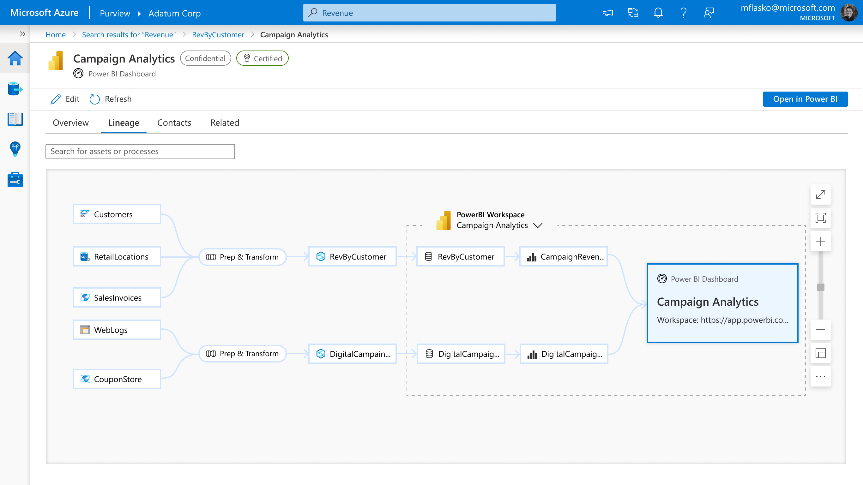 Microsoft Azure
Purview
Adatum Corp
Revenue
mflasko@microsoft.com
MICROSOFT
Home
Search results for "Revenue"
RevByCustomer
Campaign Analytics
Campaign Analytics
Confidential
Certified
Power BI Dashboard
Edit
Refresh
Open in Power BI
Overview
Lineage
Contacts
Related
Search for assets or processes
PowerBI Workspace
Campaign Analytics
Customers
RetailLocations
Prep & Transform
RevByCustomer
RevByCustomer
CampaignReven...
SalesInvoices
Power BI Dashboard
Campaign Analytics
Workspace: https://app.powerbi.co...
WebLogs
Prep & Transform
DigitalCampain...
DigitalCampaig...
DigitalCampaig...
CouponStore